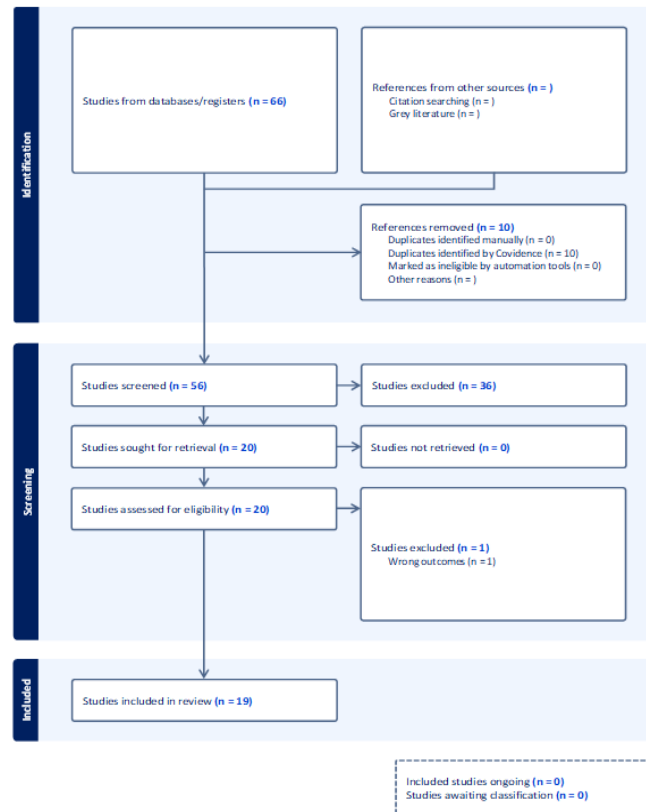 Identification
Studies from databases/registers (n = 66)
References from other sources (n = )
Citation searching (n = )
Grey literature (n = )
References removed (n = 10)
Duplicates identified manually (n = 0)
Duplicates identified by Covidence (n = 10)
Marked as ineligible by automation tools (n = 0)
Other reasons (n = )
Screening
Studies screened (n = 56)
Studies excluded (n = 36)
Studies sought for retrieval (n = 20)
Studies not retrieved (n = 0)
Studies assessed for eligibility (n = 20)
Studies excluded (n = 1)
Wrong outcomes (n = 1)
Included
Studies included in review (n = 19)
Included studies ongoing (n = 0)
Studies awaiting classification (n = 0)